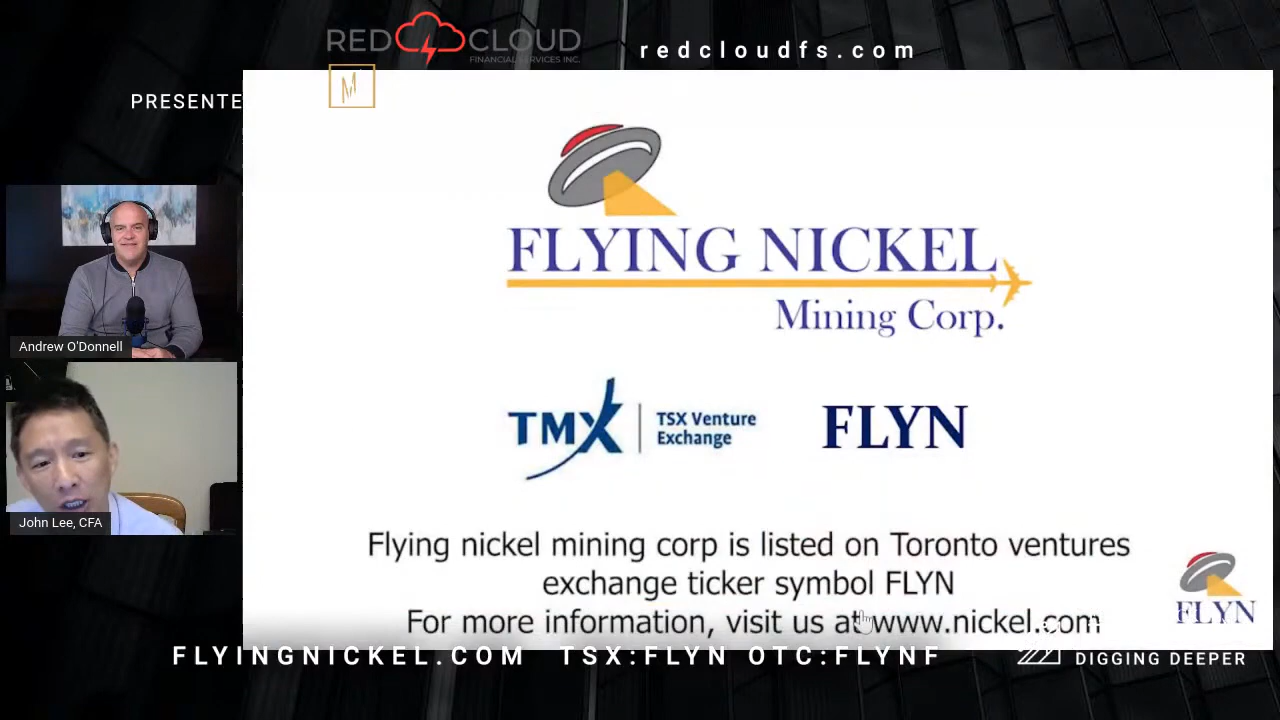 RED CLOUD
FINANCIAL SERVICES INC.
redcloudfs.com
M
PRESENTE
FLYING NICKEL
Mining Corp.
TMX
TSX Venture
Exchange
FLYN
Andrew O'Donnell
John Lee, CFA
Flying nickel mining corp is listed on Toronto ventures
exchange ticker symbol FLYN
For more information, visit us at www.nickel.com
FLYN
FLYINGNICKEL.COM TSX:FLYN OTC:FLYNF
DIGGING DEEPER